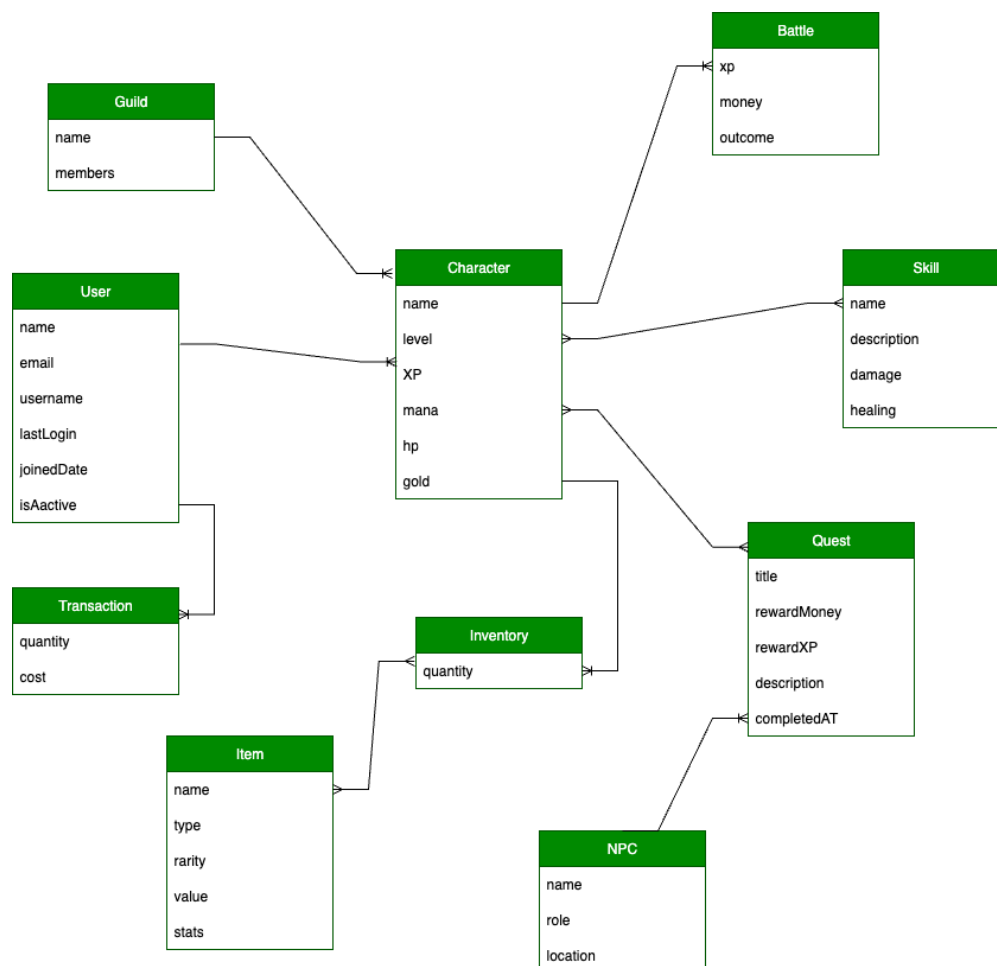 Battle
xp
money
outcome
Guild
name
members
Character
name
level
XP
mana
hp
gold
Skill
name
description
damage
healing
User
name
email
username
lastLogin
joinedDate
isAactive
Quest
title
rewardMoney
rewardXP
description
completedAT
Transaction
quantity
cost
Inventory
quantity
Item
name
type
rarity
value
stats
NPC
name
role
location